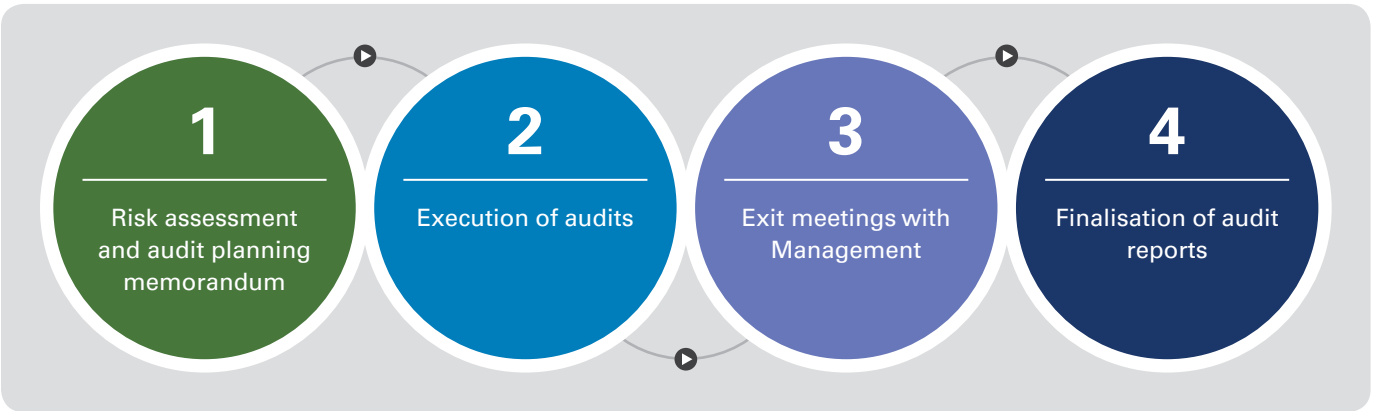 1
Risk assessment
and audit planning
memorandum
2
Execution of audits
3
Exit meetings with
Management
4
Finalisation of audit
reports